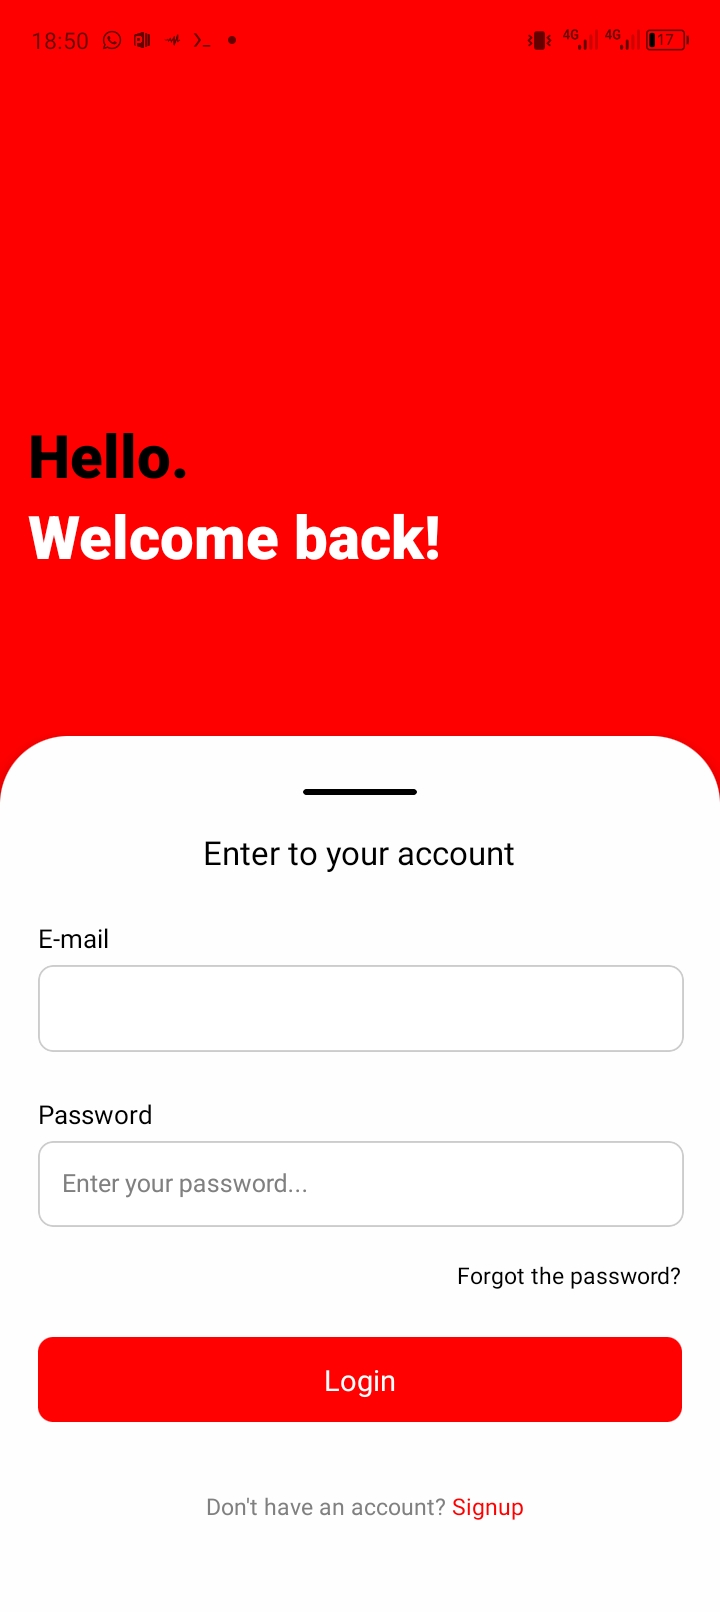 18:50 4G 4G 17
Hello.
Welcome back!
Enter to your account
E-mail
Password
Enter your password...
Forgot the password?
Login
Don't have an account? Signup